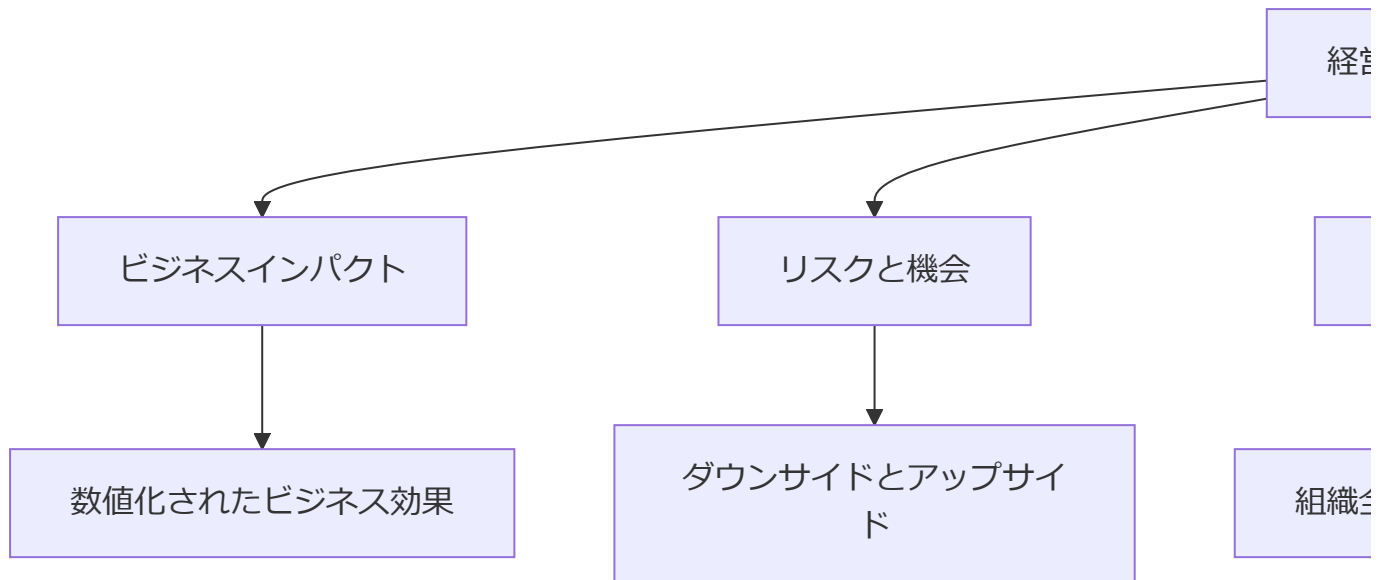 経営
ビジネスインパクト
リスクと機会
数値化されたビジネス効果
ダウンサイドとアップサイ
ド
組織全